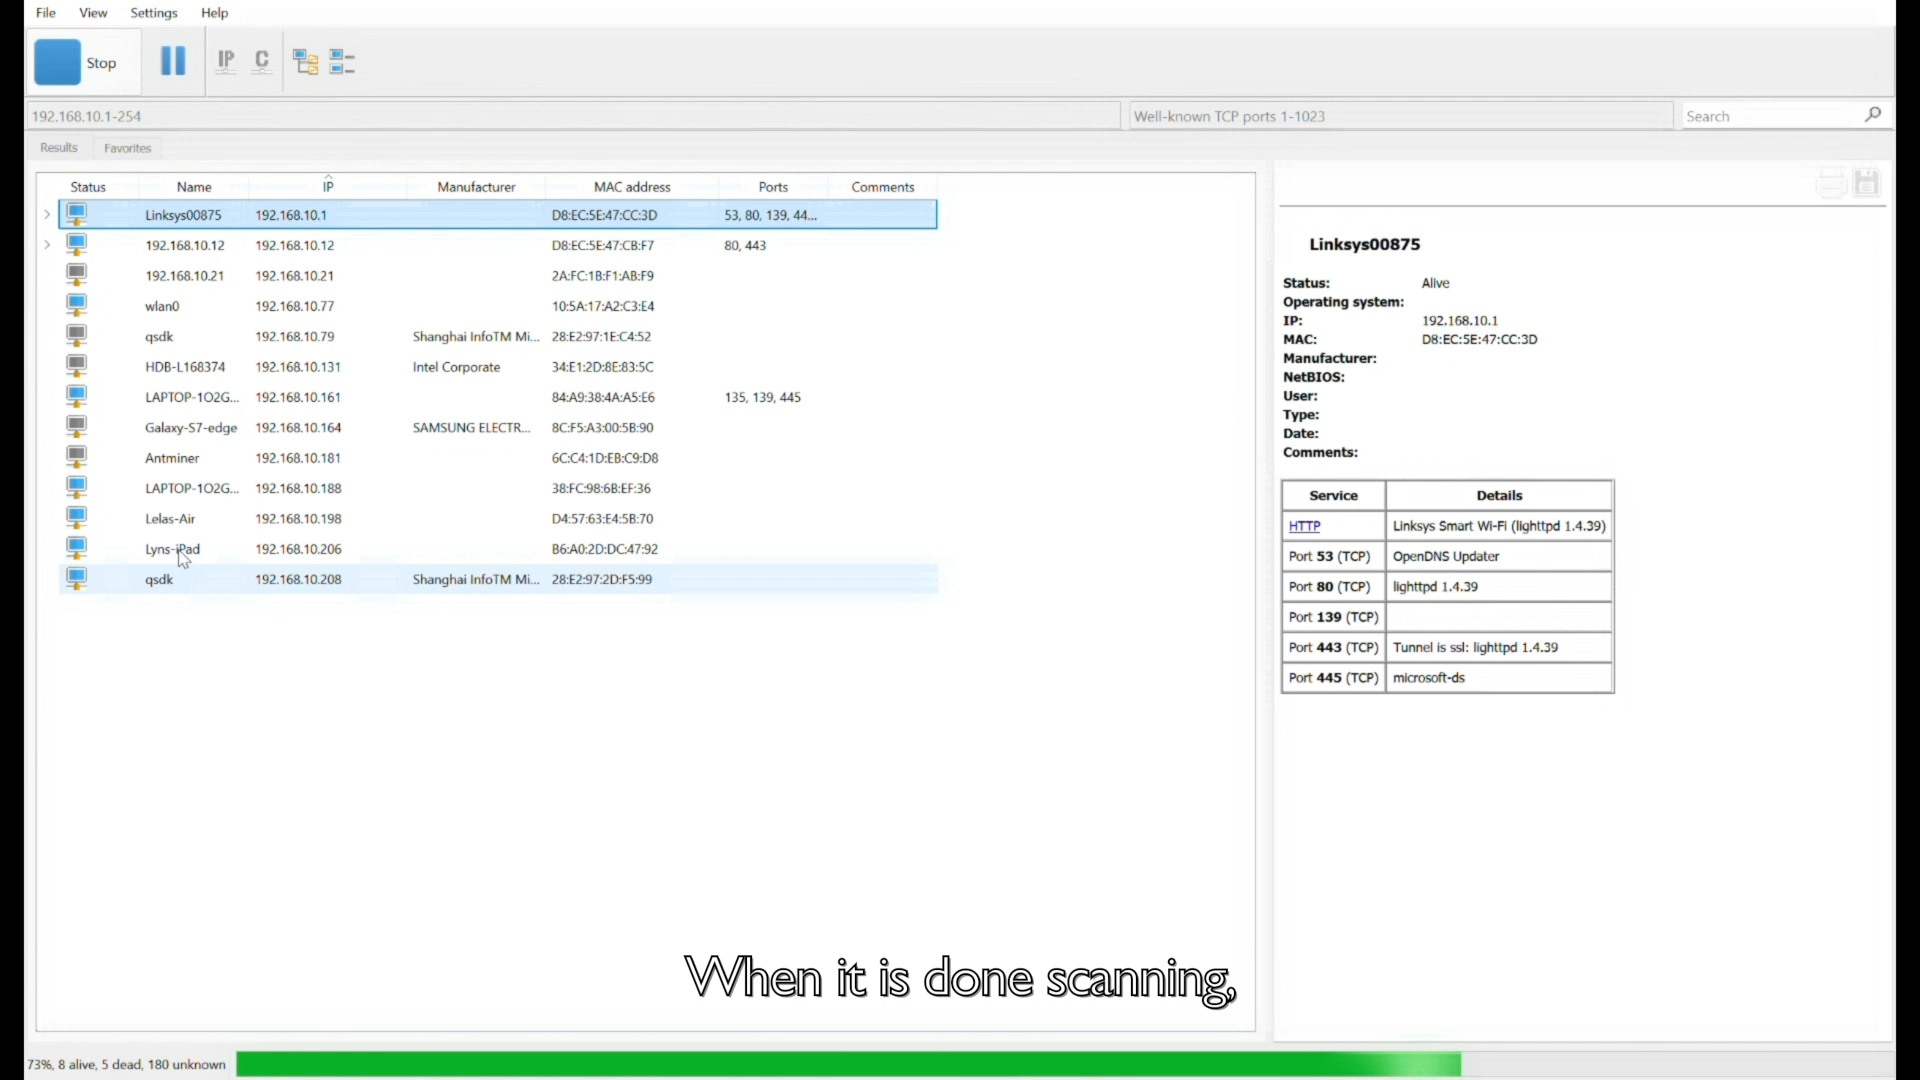 File View Settings Help
Stop IP C
192.168.10.1-254 Well-known TCP ports 1-1023 Search
Results Favorites
Status Name IP Manufacturer MAC address Ports Comments
Linksys00875 192.168.10.1 D8:EC:5E:47:CC:3D 53, 80, 139, 44...
192.168.10.12 192.168.10.12 D8:EC:5E:47:CB:F7 80, 443
192.168.10.21 192.168.10.21 2A:FC:1B:F1:AB:F9
wlan0 192.168.10.77 10:5A:17:A2:C3:E4
qsdk 192.168.10.79 Shanghai InfoTM Mi... 28:E2:97:1E:C4:52
HDB-L168374 192.168.10.131 Intel Corporate 34:E1:2D:8E:83:5C
LAPTOP-1O2G... 192.168.10.161 84:A9:38:4A:A5:E6 135, 139, 445
Galaxy-S7-edge 192.168.10.164 SAMSUNG ELECTR... 8C:F5:A3:00:5B:90
Antminer 192.168.10.181 6C:C4:1D:EB:C9:D8
LAPTOP-1O2G... 192.168.10.188 38:FC:98:6B:EF:36
Lelas-Air 192.168.10.198 D4:57:63:E4:5B:70
Lyns-iPad 192.168.10.206 B6:A0:2D:DC:47:92
qsdk 192.168.10.208 Shanghai InfoTM Mi... 28:E2:97:2D:F5:99
Linksys00875
Status: Alive
Operating system:
IP: 192.168.10.1
MAC: D8:EC:5E:47:CC:3D
Manufacturer:
NetBIOS:
User:
Type:
Date:
Comments:
Service Details
HTTP Linksys Smart Wi-Fi (lighttpd 1.4.39)
Port 53 (TCP) OpenDNS Updater
Port 80 (TCP) lighttpd 1.4.39
Port 139 (TCP)
Port 443 (TCP) Tunnel is ssl: lighttpd 1.4.39
Port 445 (TCP) microsoft-ds
When it is done scanning,
73%, 8 alive, 5 dead, 180 unknown